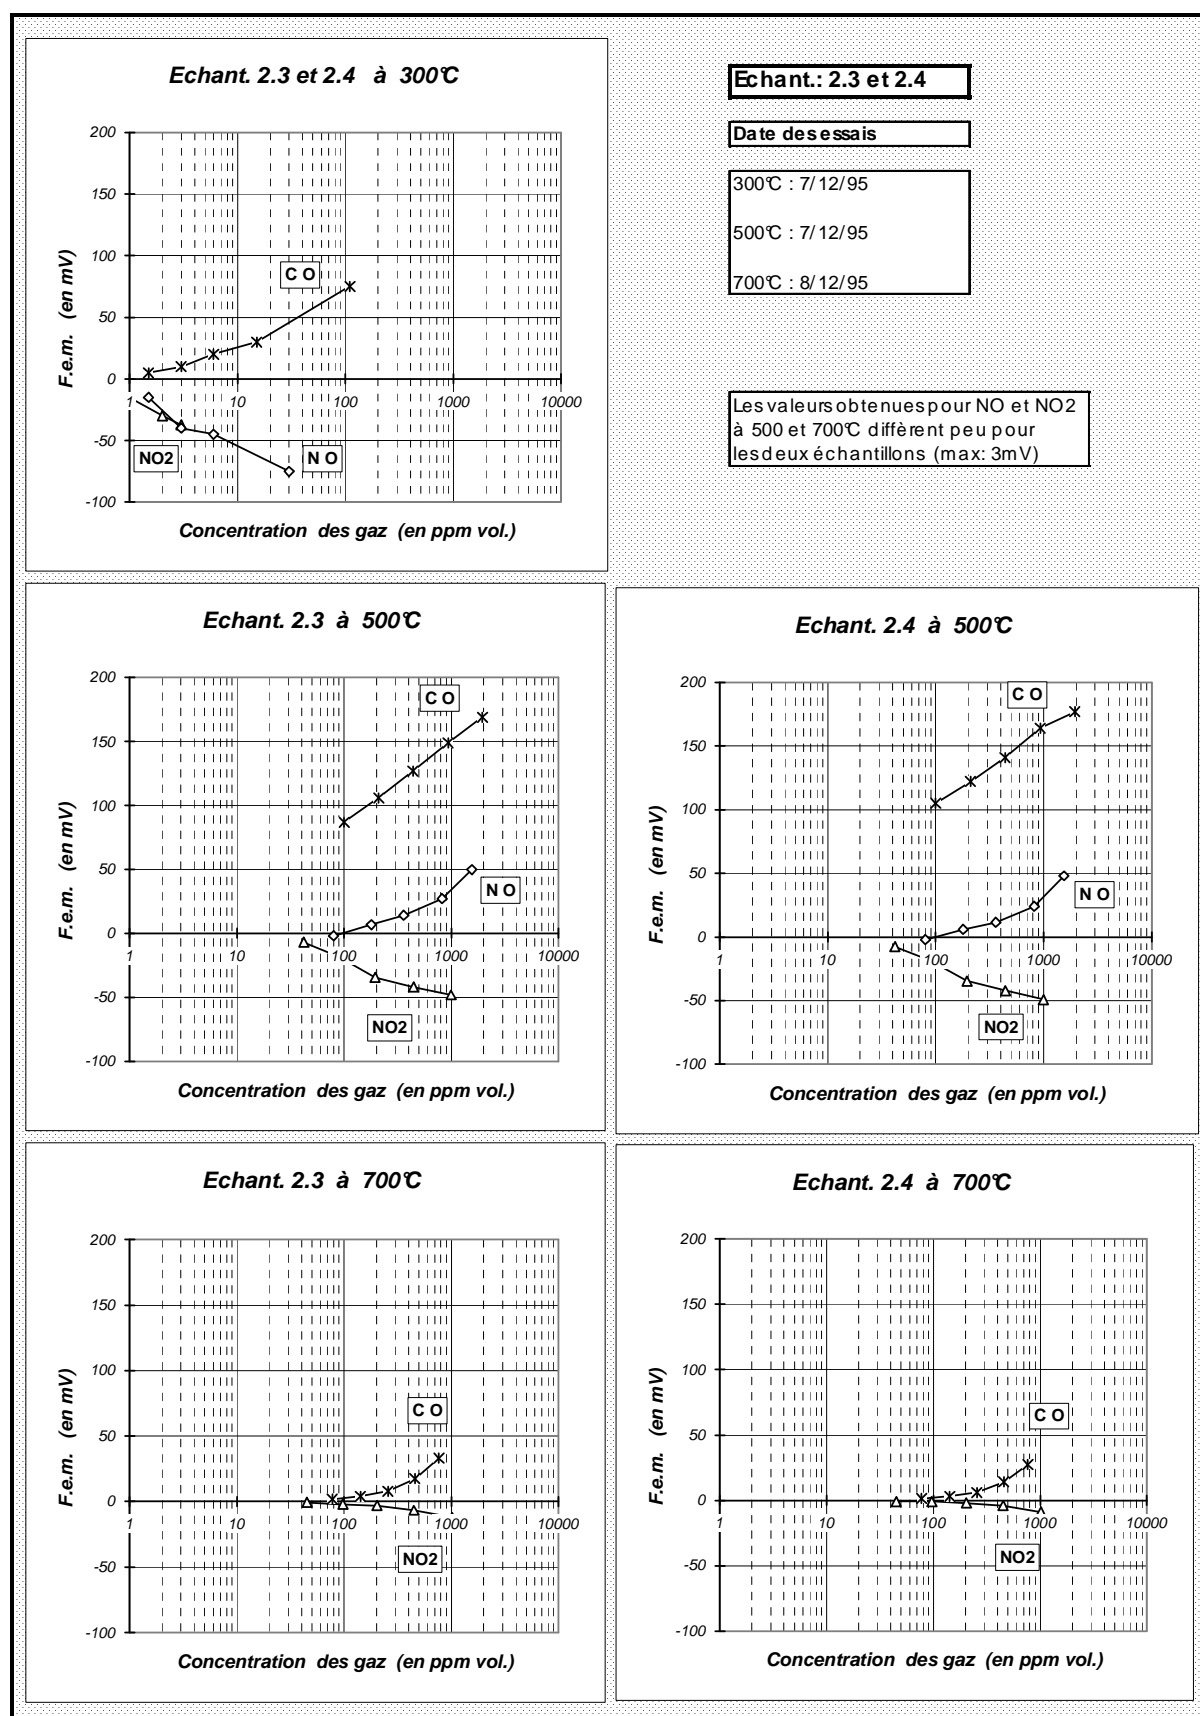 Echant. 2.3 et 2.4 à 300°C
200
150
100
50
0
-50
-100
1 10 100 1000 10000
C O
NO2
N O
F.e.m. (en mV)
Concentration des gaz (en ppm vol.)
Echant.: 2.3 et 2.4
Date des essais
300°C : 7/12/95
500°C : 7/12/95
700°C : 8/12/95
Les valeurs obtenues pour NO et NO2
à 500 et 700°C diffèrent peu pour
les deux échantillons (max: 3mV)
Echant. 2.3 à 500°C
200
150
100
50
0
-50
-100
1 10 100 1000 10000
C O
N O
NO2
F.e.m. (en mV)
Concentration des gaz (en ppm vol.)
Echant. 2.4 à 500°C
200
150
100
50
0
-50
-100
1 10 100 1000 10000
C O
N O
NO2
F.e.m. (en mV)
Concentration des gaz (en ppm vol.)
Echant. 2.3 à 700°C
200
150
100
50
0
-50
-100
1 10 100 1000 10000
C O
NO2
F.e.m. (en mV)
Concentration des gaz (en ppm vol.)
Echant. 2.4 à 700°C
200
150
100
50
0
-50
-100
1 10 100 1000 10000
C O
NO2
F.e.m. (en mV)
Concentration des gaz (en ppm vol.)